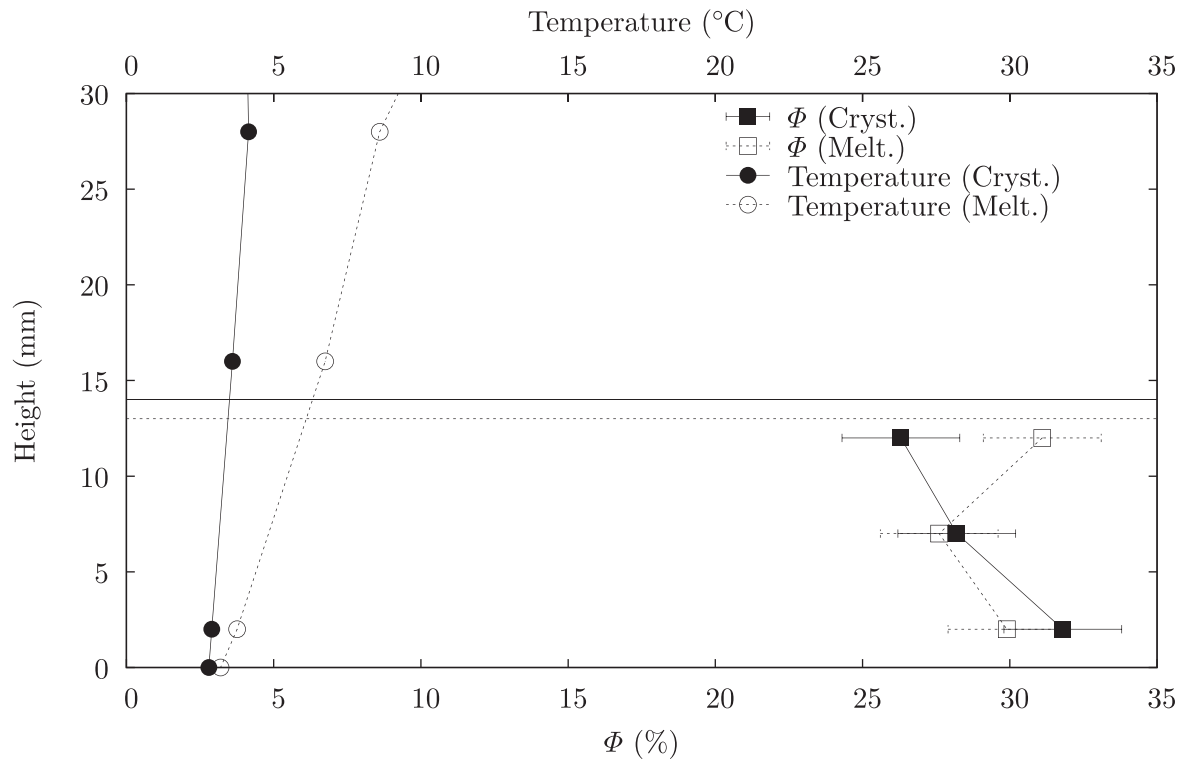 Temperature (°C)
0 5 10 15 20 25 30 35
30
25
20
15
10
5
0
Height (mm)
Φ (Cryst.)
Φ (Melt.)
Temperature (Cryst.)
Temperature (Melt.)
0 5 10 15 20 25 30 35
Φ (%)